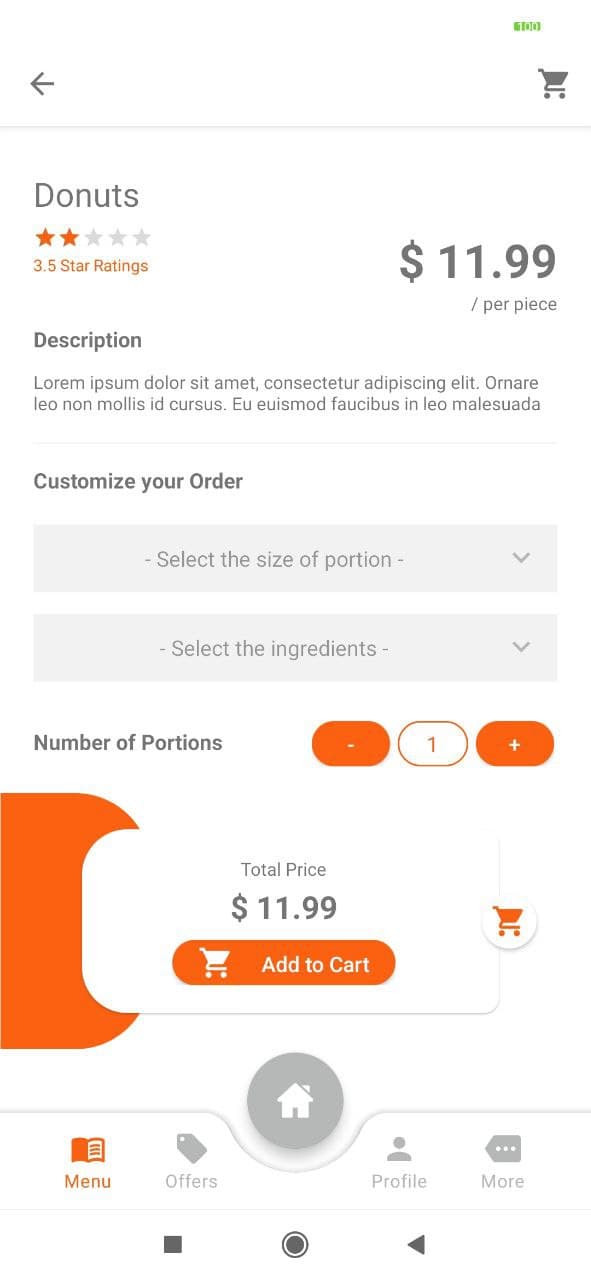 100
Donuts
3.5 Star Ratings
$ 11.99
/ per piece
Description
Lorem ipsum dolor sit amet, consectetur adipiscing elit. Ornare
leo non mollis id cursus. Eu euismod faucibus in leo malesuada
Customize your Order
- Select the size of portion -
- Select the ingredients -
Number of Portions
-
1
+
Total Price
$ 11.99
Add to Cart
Menu
Offers
Profile
More